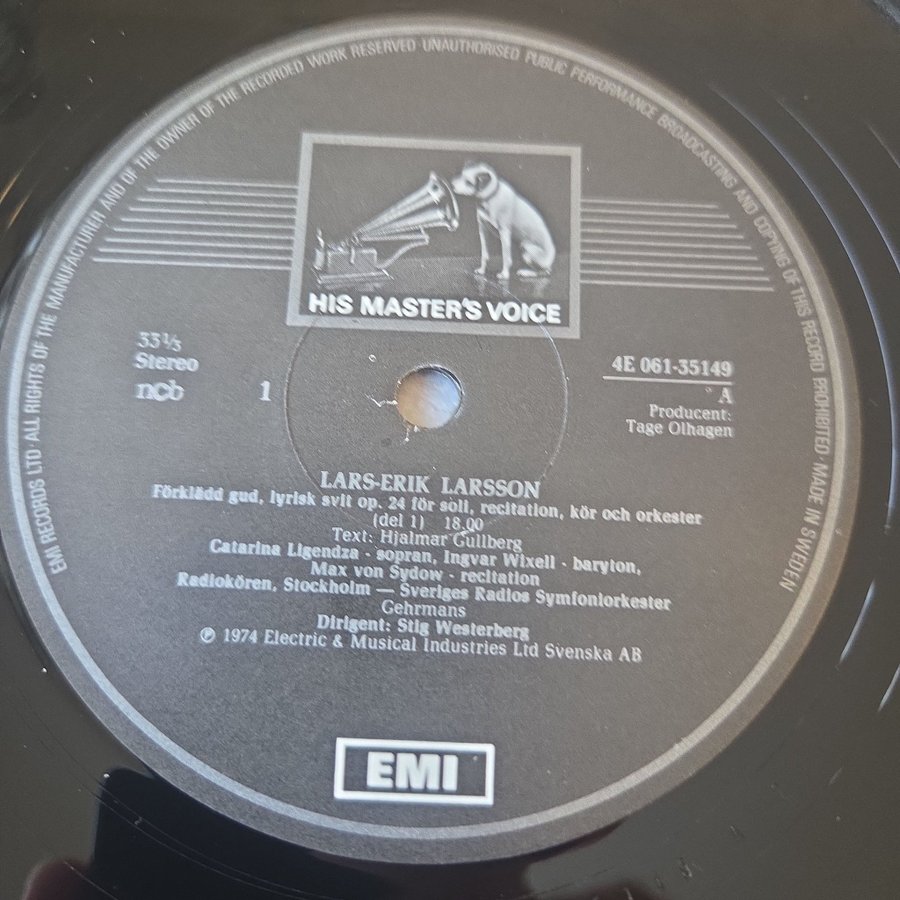 EMI RECORDS LTD · ALL RIGHTS OF THE MANUFACTURER AND OF THE OWNER OF THE RECORDED WORK RESERVED UNAUTHORISED PUBLIC PERFORMANCE BROADCASTING AND COPYING OF THIS RECORD PROHIBITED · MADE IN SWEDEN
HIS MASTER'S VOICE
33⅓
Stereo
ncb
1
4E 061-35149
A
Producent:
Tage Olhagen
LARS-ERIK LARSSON
Förklädd gud, lyrisk svit op. 24 för soli, recitation, kör och orkester
(del 1) 18.00
Text: Hjalmar Gullberg
Catarina Ligendza - sopran, Ingvar Wixell - baryton,
Max von Sydow - recitation
Radiokören, Stockholm — Sveriges Radios Symfoniorkester
Gehrmans
Dirigent: Stig Westerberg
℗ 1974 Electric & Musical Industries Ltd Svenska AB
EMI